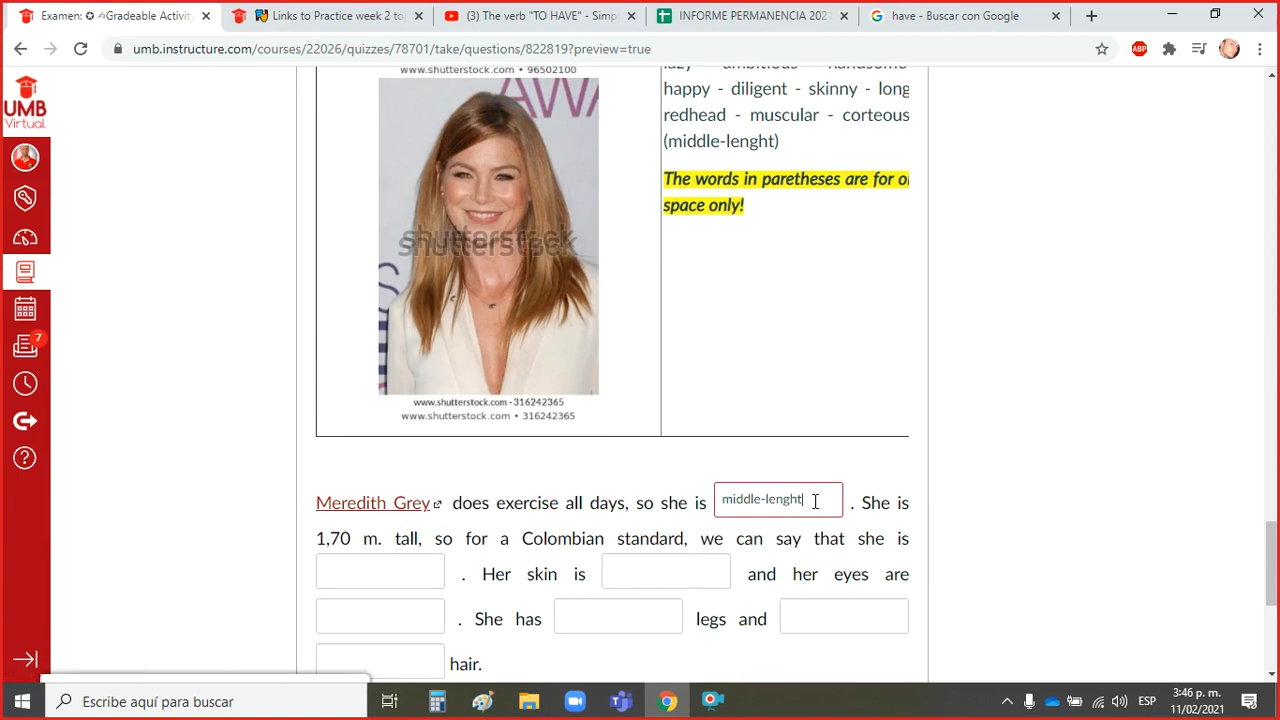 Examen: ✪ ✍Gradeable Activit
Links to Practice week 2 to
(3) The verb "TO HAVE" - Simp
INFORME PERMANENCIA 202
have - Buscar con Google
umb.instructure.com/courses/22026/quizzes/78701/take/questions/822819?preview=true
ABP
UMB
Virtual
7
www.shutterstock.com • 96502100
AWA
shutterstock
S
www.shutterstock.com · 316242365
www.shutterstock.com • 316242365
lazy - ambitious - handsome
happy - diligent - skinny - long
redhead - muscular - corteous
(middle-lenght)
The words in paretheses are for o
space only!
Meredith Grey does exercise all days, so she is middle-lenght . She is
1,70 m. tall, so for a Colombian standard, we can say that she is
. Her skin is and her eyes are
. She has legs and
hair.
Escribe aquí para buscar
ESP
3:46 p. m.
11/02/2021